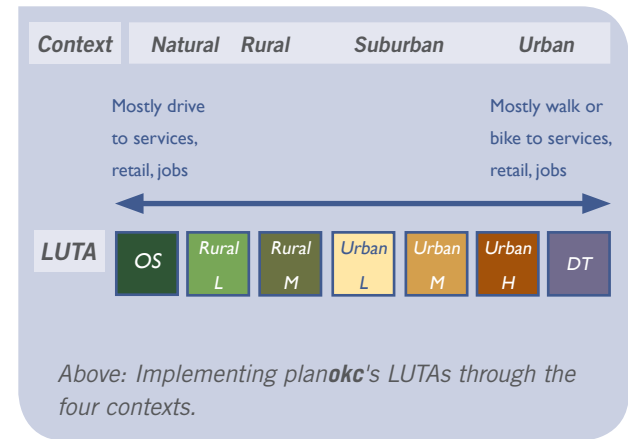 Context Natural Rural Suburban Urban
Mostly drive
to services,
retail, jobs
Mostly walk or
bike to services,
retail, jobs
LUTA
OS
Rural
L
Rural
M
Urban
L
Urban
M
Urban
H
DT
Above: Implementing planokc's LUTAs through the
four contexts.